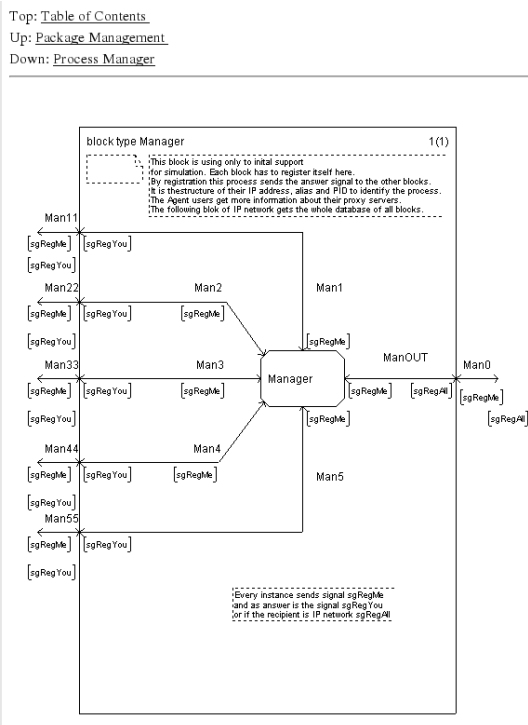 Top: Table of Contents
Up: Package Management
Down: Process Manager
block type Manager 1(1)
This block is using only to inital support
for simulation. Each block has to register itself here.
By registration this process sends the answer signal to the other blocks.
It is thestructure of their IP address, alias and PID to identify the process.
The Agent users get more information about their proxy servers.
The following blok of IP network gets the whole database of all blocks.
Man11
[sgRegMe] [sgRegYou]
[sgRegYou]
Man22 Man2 Man1
[sgRegMe] [sgRegYou] [sgRegMe]
[sgRegYou] [sgRegMe]
Man33 Man3 Manager ManOUT Man0
[sgRegMe] [sgRegYou] [sgRegMe] [sgRegMe] [sgRegAll] [sgRegMe]
[sgRegYou] [sgRegMe] [sgRegAll]
Man44 Man4
[sgRegMe] [sgRegYou] [sgRegMe] Man5
[sgRegYou]
Man55
[sgRegMe] [sgRegYou]
[sgRegYou]
Every instance sends signal sgRegMe
and as answer is the signal sgRegYou
or if the recipient is IP network sgRegAll